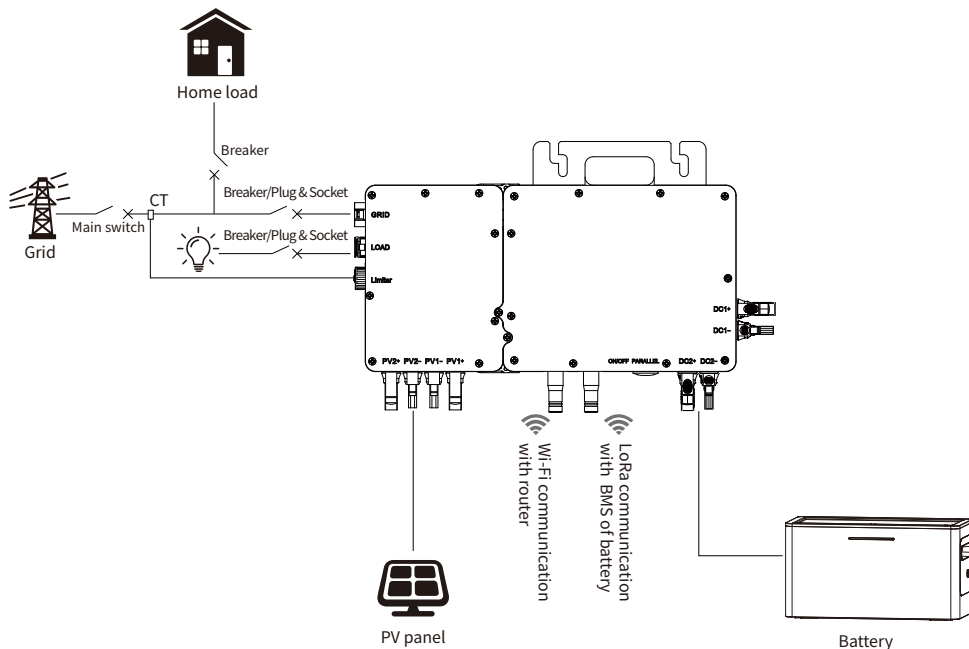 Home load
Breaker
Breaker/Plug & Socket
CT
Main switch
Grid
Breaker/Plug & Socket
GRID
LOAD
Limiter
DC1+
DC1−
PV2+ PV2− PV1− PV1+
ON/OFF PARALLEL
DC2+ DC2−
Wi-Fi communication
with router
LoRa communication
with BMS of battery
PV panel
Battery